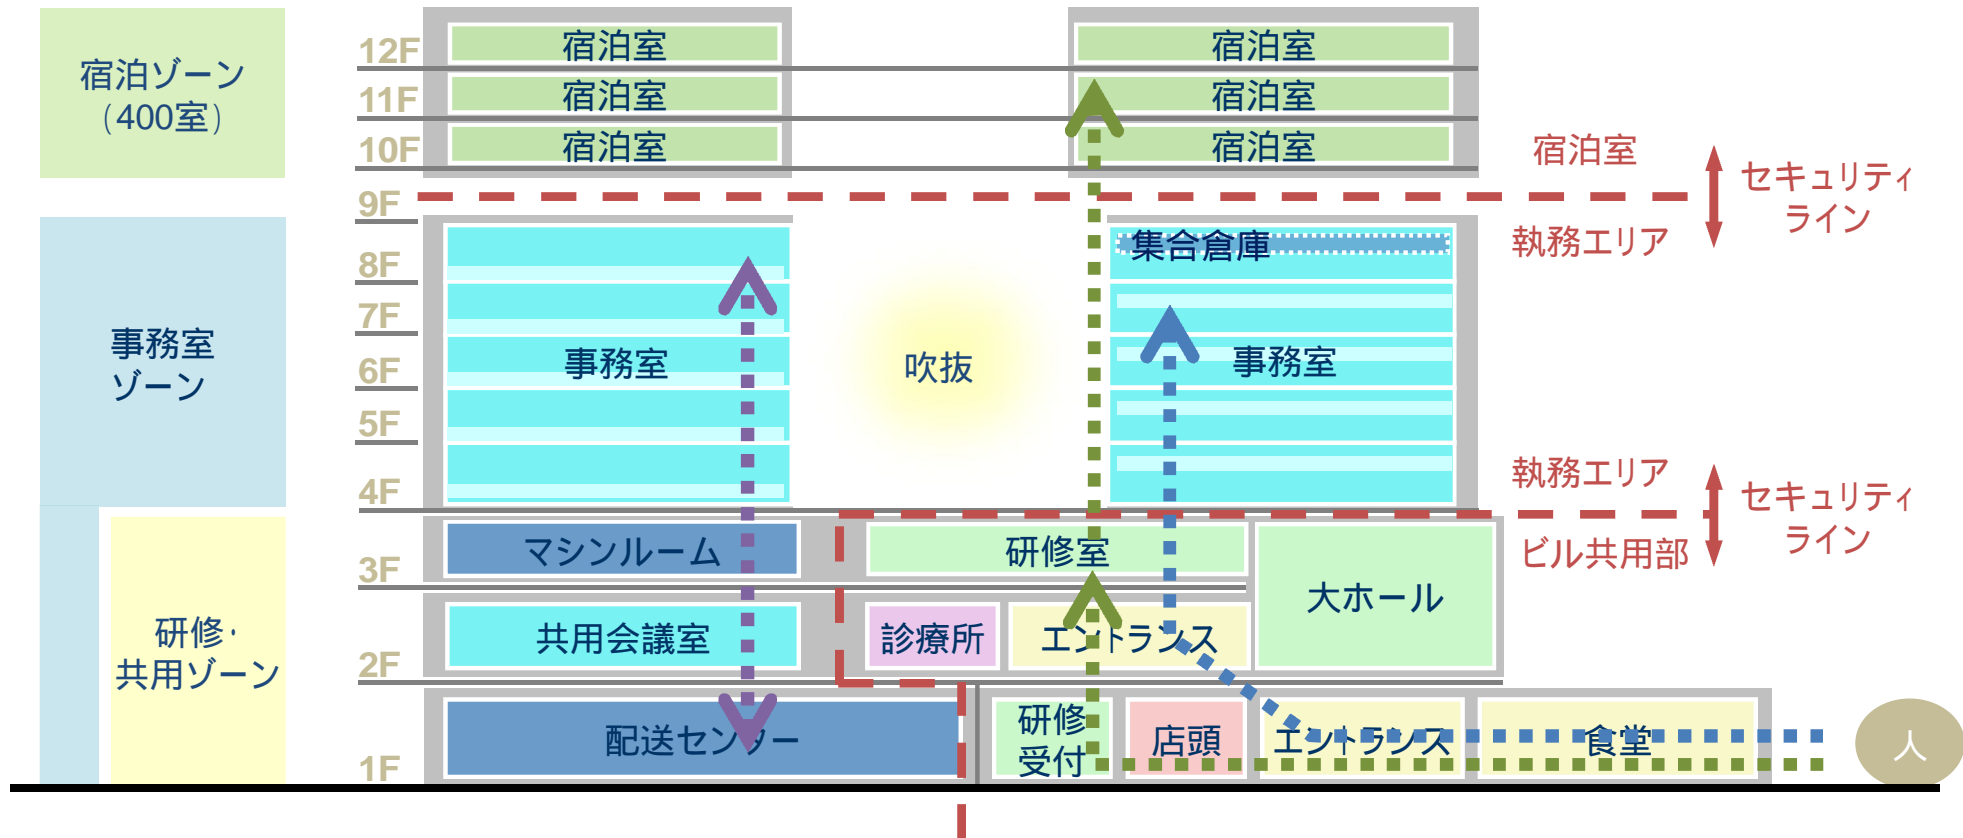 宿泊ゾーン
（400室）
事務室
ゾーン
研修・
共用ゾーン
12F
宿泊室
宿泊室
11F
宿泊室
宿泊室
10F
宿泊室
宿泊室
9F
8F
7F
6F
5F
4F
3F
2F
1F
集合倉庫
事務室
吹抜
事務室
マシンルーム
研修室
大ホール
共用会議室
診療所
エントランス
配送センター
研修
受付
店頭
エントランス
食堂
人
宿泊室
執務エリア
セキュリティ
ライン
執務エリア
ビル共用部
セキュリティ
ライン